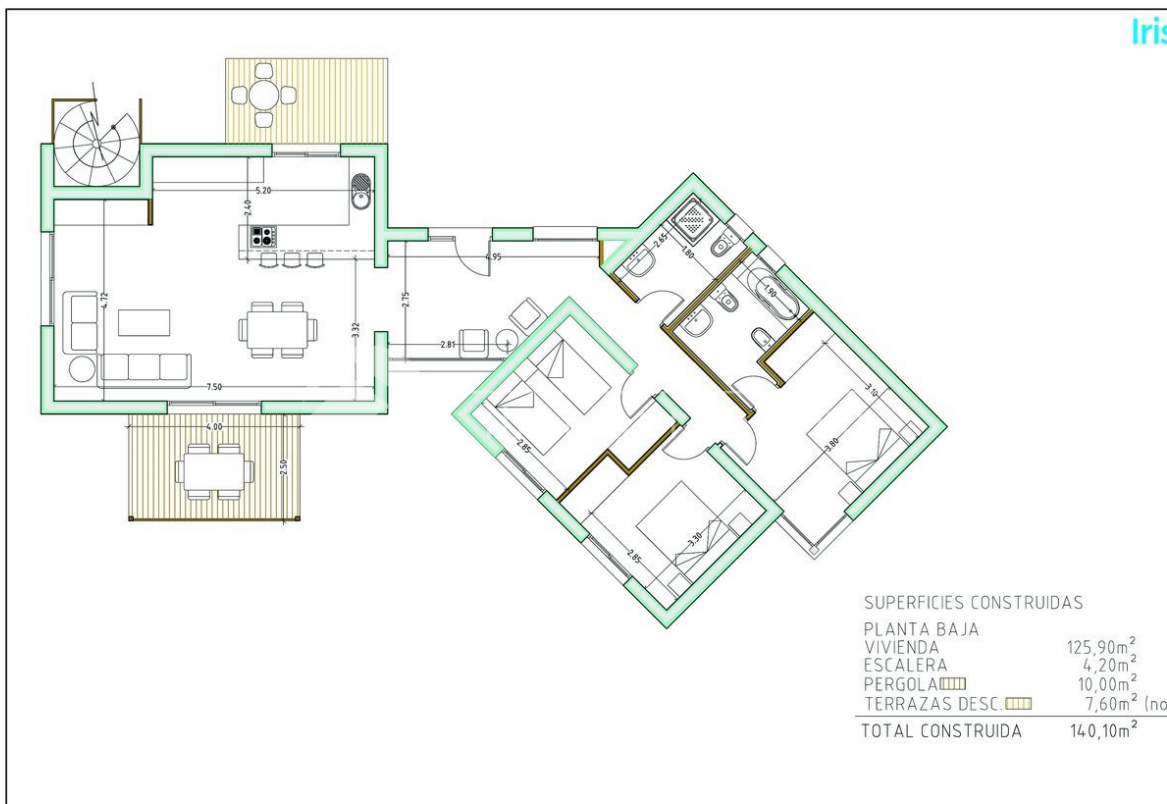 Iris
5.20
2.40
4.72
7.50
3.32
4.95
2.75
2.81
4.00
2.50
2.65
1.80
1.90
3.10
3.80
2.85
2.85
3.30
SUPERFICIES CONSTRUIDAS
PLANTA BAJA
VIVIENDA 125,90m²
ESCALERA 4,20m²
PERGOLA 10,00m²
TERRAZAS DESC. 7,60m² (no
TOTAL CONSTRUIDA 140,10m²